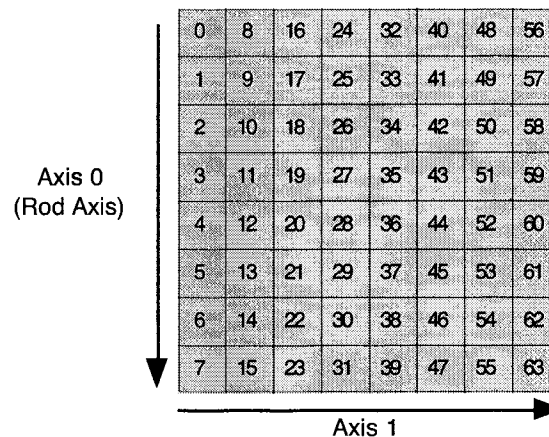 0 8 16 24 32 40 48 56
1 9 17 25 33 41 49 57
2 10 18 26 34 42 50 58
3 11 19 27 35 43 51 59
4 12 20 28 36 44 52 60
5 13 21 29 37 45 53 61
6 14 22 30 38 46 54 62
7 15 23 31 39 47 55 63
Axis 0
(Rod Axis)
Axis 1